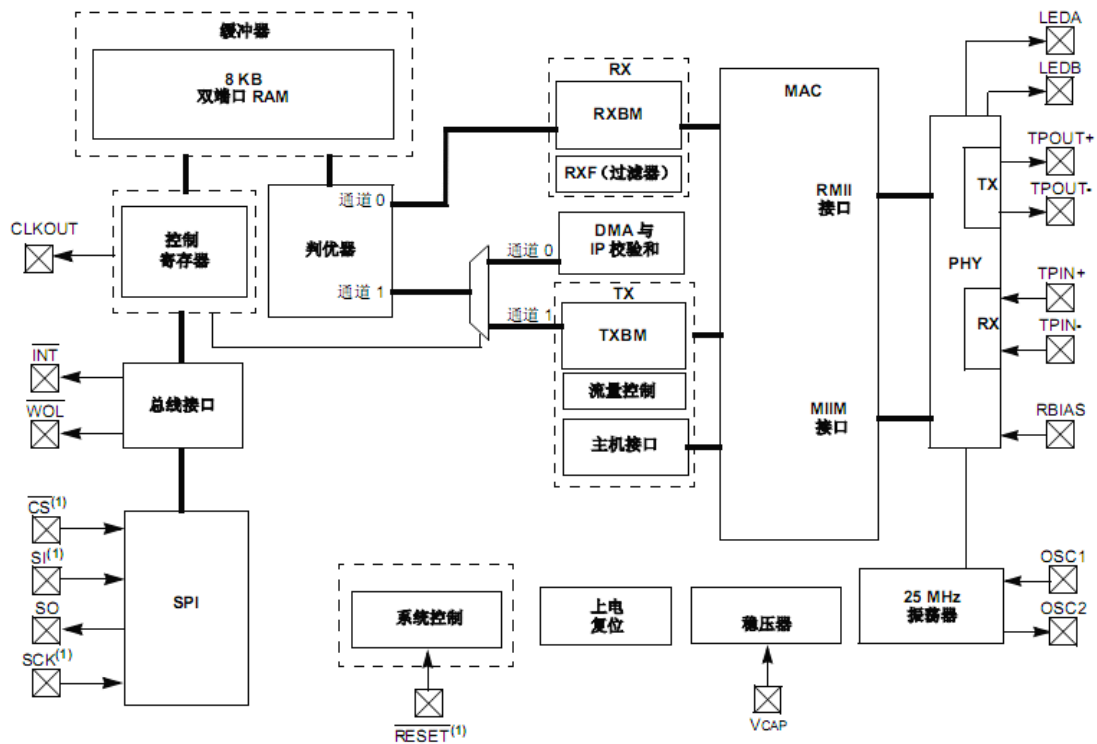 缓冲器
8 KB
双端口 RAM
CLKOUT
控制
寄存器
判优器
通道 0
通道 1
通道 0
通道 1
RX
RXBM
RXF（过滤器）
DMA 与
IP 校验和
TX
TXBM
流量控制
主机接口
MAC
RMII
接口
MIIM
接口
PHY
TX
RX
LEDA
LEDB
TPOUT+
TPOUT-
TPIN+
TPIN-
RBIAS
INT
WOL
总线接口
CS(1)
SI(1)
SO
SCK(1)
SPI
系统控制
RESET(1)
上电
复位
稳压器
VCAP
25 MHz
振荡器
OSC1
OSC2